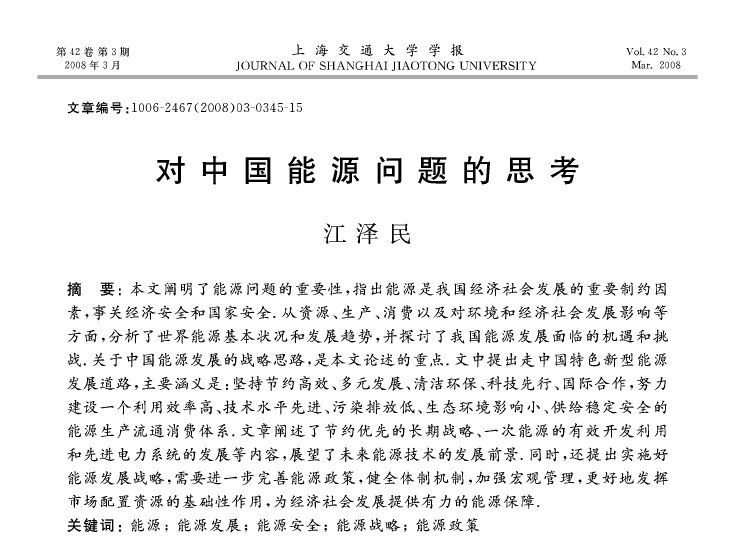 第42卷第3期 上海交通大学学报 Vol. 42 No. 3
2008年3月 JOURNAL OF SHANGHAI JIAOTONG UNIVERSITY Mar. 2008
文章编号:1006-2467(2008)03-0345-15
对中国能源问题的思考
江泽民
摘 要: 本文阐明了能源问题的重要性,指出能源是我国经济社会发展的重要制约因
素,事关经济安全和国家安全.从资源、生产、消费以及对环境和经济社会发展影响等
方面,分析了世界能源基本状况和发展趋势,并探讨了我国能源发展面临的机遇和挑
战.关于中国能源发展的战略思路,是本文论述的重点.文中提出走中国特色新型能源
发展道路,主要涵义是:坚持节约高效、多元发展、清洁环保、科技先行、国际合作,努力
建设一个利用效率高、技术水平先进、污染排放低、生态环境影响小、供给稳定安全的
能源生产流通消费体系.文章阐述了节约优先的长期战略、一次能源的有效开发利用
和先进电力系统的发展等内容,展望了未来能源技术的发展前景.同时,还提出实施好
能源发展战略,需要进一步完善能源政策,健全体制机制,加强宏观管理,更好地发挥
市场配置资源的基础性作用,为经济社会发展提供有力的能源保障.
关键词: 能源; 能源发展; 能源安全; 能源战略; 能源政策